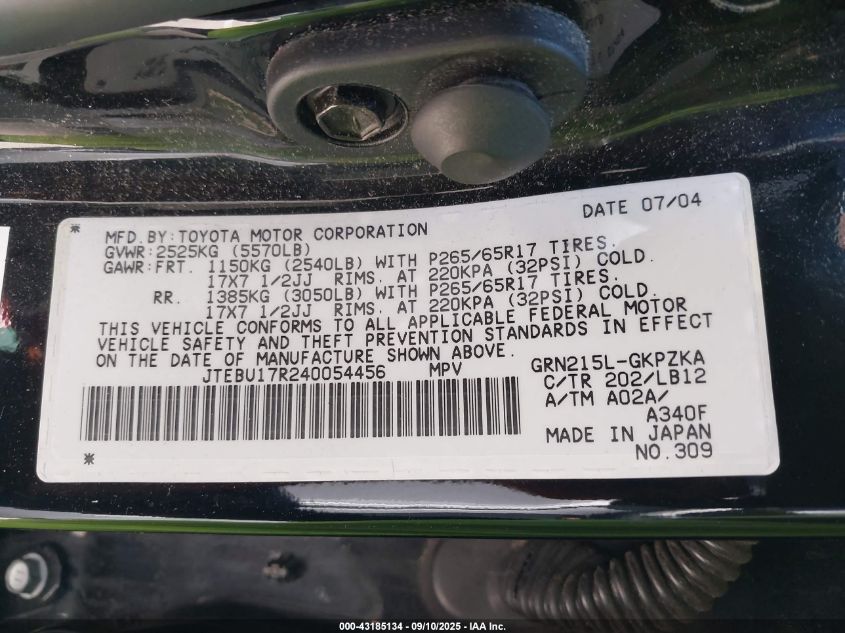 DATE 07/04
MFD.BY:TOYOTA MOTOR CORPORATION
GVWR:2525KG (5570LB)
GAWR:FRT. 1150KG (2540LB) WITH P265/65R17 TIRES.
17X7 1/2JJ RIMS. AT 220KPA (32PSI) COLD.
RR. 1385KG (3050LB) WITH P265/65R17 TIRES.
17X7 1/2JJ RIMS. AT 220KPA (32PSI) COLD.
THIS VEHICLE CONFORMS TO ALL APPLICABLE FEDERAL MOTOR
VEHICLE SAFETY AND THEFT PREVENTION STANDARDS IN EFFECT
ON THE DATE OF MANUFACTURE SHOWN ABOVE.
JTEBU17R240054456 MPV
GRN215L-GKPZKA
C/TR 202/LB12
A/TM A02A/
A340F
MADE IN JAPAN
NO.309
000-43185134 - 09/10/2025 - IAA Inc.